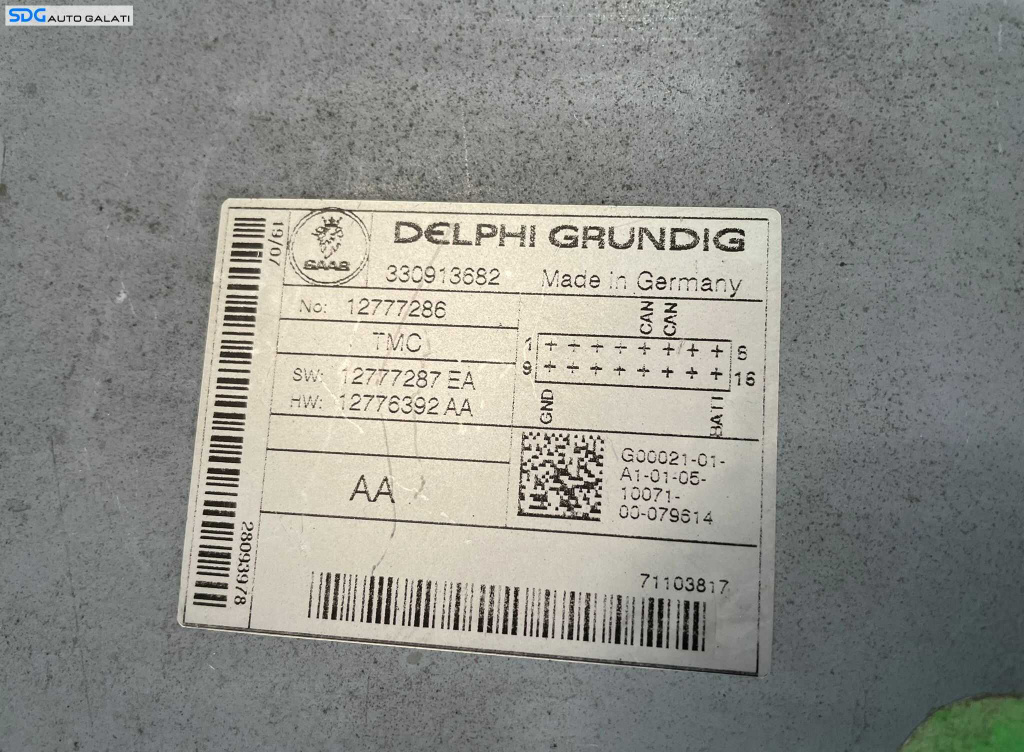 SDG AUTO GALATI
19/07
SAAB
DELPHI GRUNDIG
330913682
Made in Germany
No: 12777286
TMC
SW: 12777287 EA
HW: 12776392 AA
CAN
CAN
1
8
9
16
GND
BATT
AA
G00021-01-
A1-01-05-
10071-
00-079614
28093978
71103817